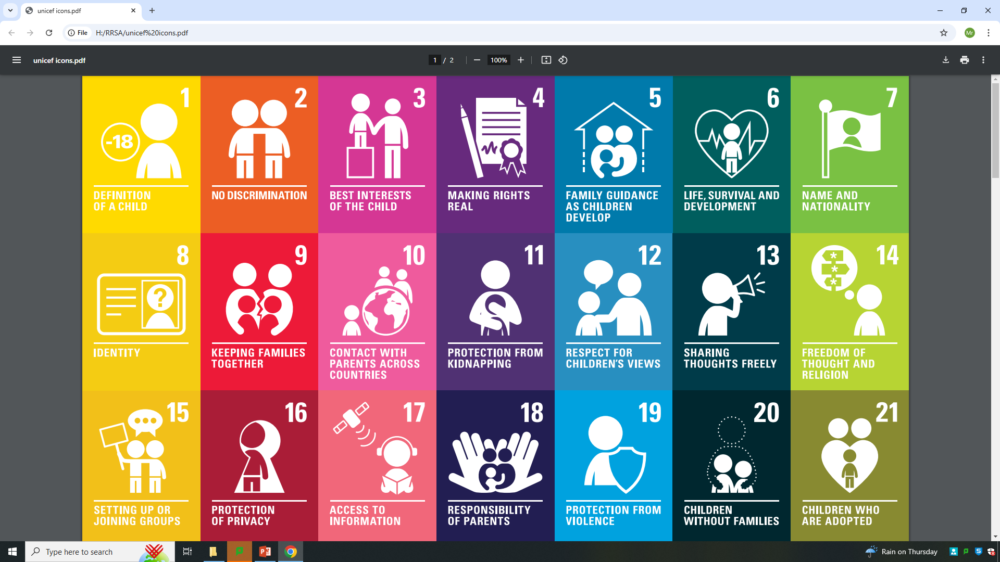 unicef icons.pdf
File H:/RRSA/unicef%20icons.pdf
Mr
unicef icons.pdf
1 / 2
100%
1
-18
DEFINITION
OF A CHILD
2
NO DISCRIMINATION
3
BEST INTERESTS
OF THE CHILD
4
MAKING RIGHTS
REAL
5
FAMILY GUIDANCE
AS CHILDREN
DEVELOP
6
LIFE, SURVIVAL AND
DEVELOPMENT
7
NAME AND
NATIONALITY
8
?
IDENTITY
9
KEEPING FAMILIES
TOGETHER
10
CONTACT WITH
PARENTS ACROSS
COUNTRIES
11
PROTECTION FROM
KIDNAPPING
12
RESPECT FOR
CHILDREN'S VIEWS
13
SHARING
THOUGHTS FREELY
14
FREEDOM OF
THOUGHT AND
RELIGION
15
SETTING UP OR
JOINING GROUPS
16
PROTECTION
OF PRIVACY
17
ACCESS TO
INFORMATION
18
RESPONSIBILITY
OF PARENTS
19
PROTECTION FROM
VIOLENCE
20
CHILDREN
WITHOUT FAMILIES
21
CHILDREN WHO
ARE ADOPTED
Type here to search
Rain on Thursday